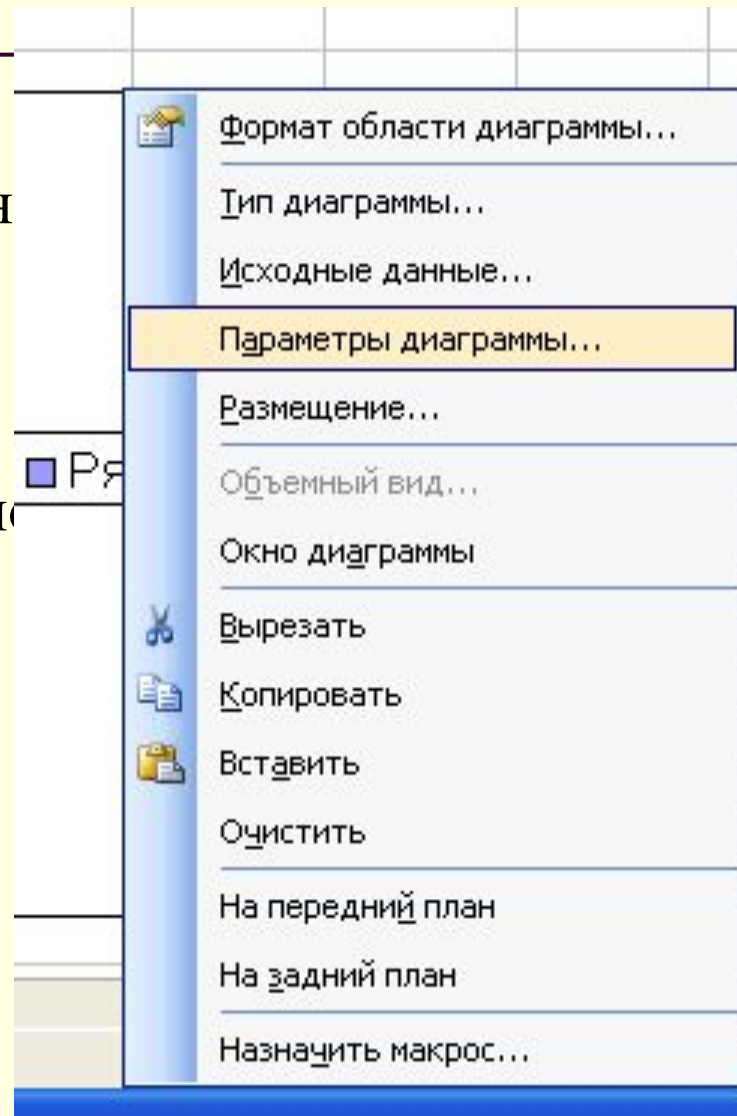 Формат области диаграммы...
Тип диаграммы...
Исходные данные...
Параметры диаграммы...
Размещение...
Объемный вид...
Окно диаграммы
Вырезать
Копировать
Вставить
Очистить
На передний план
На задний план
Назначить макрос...